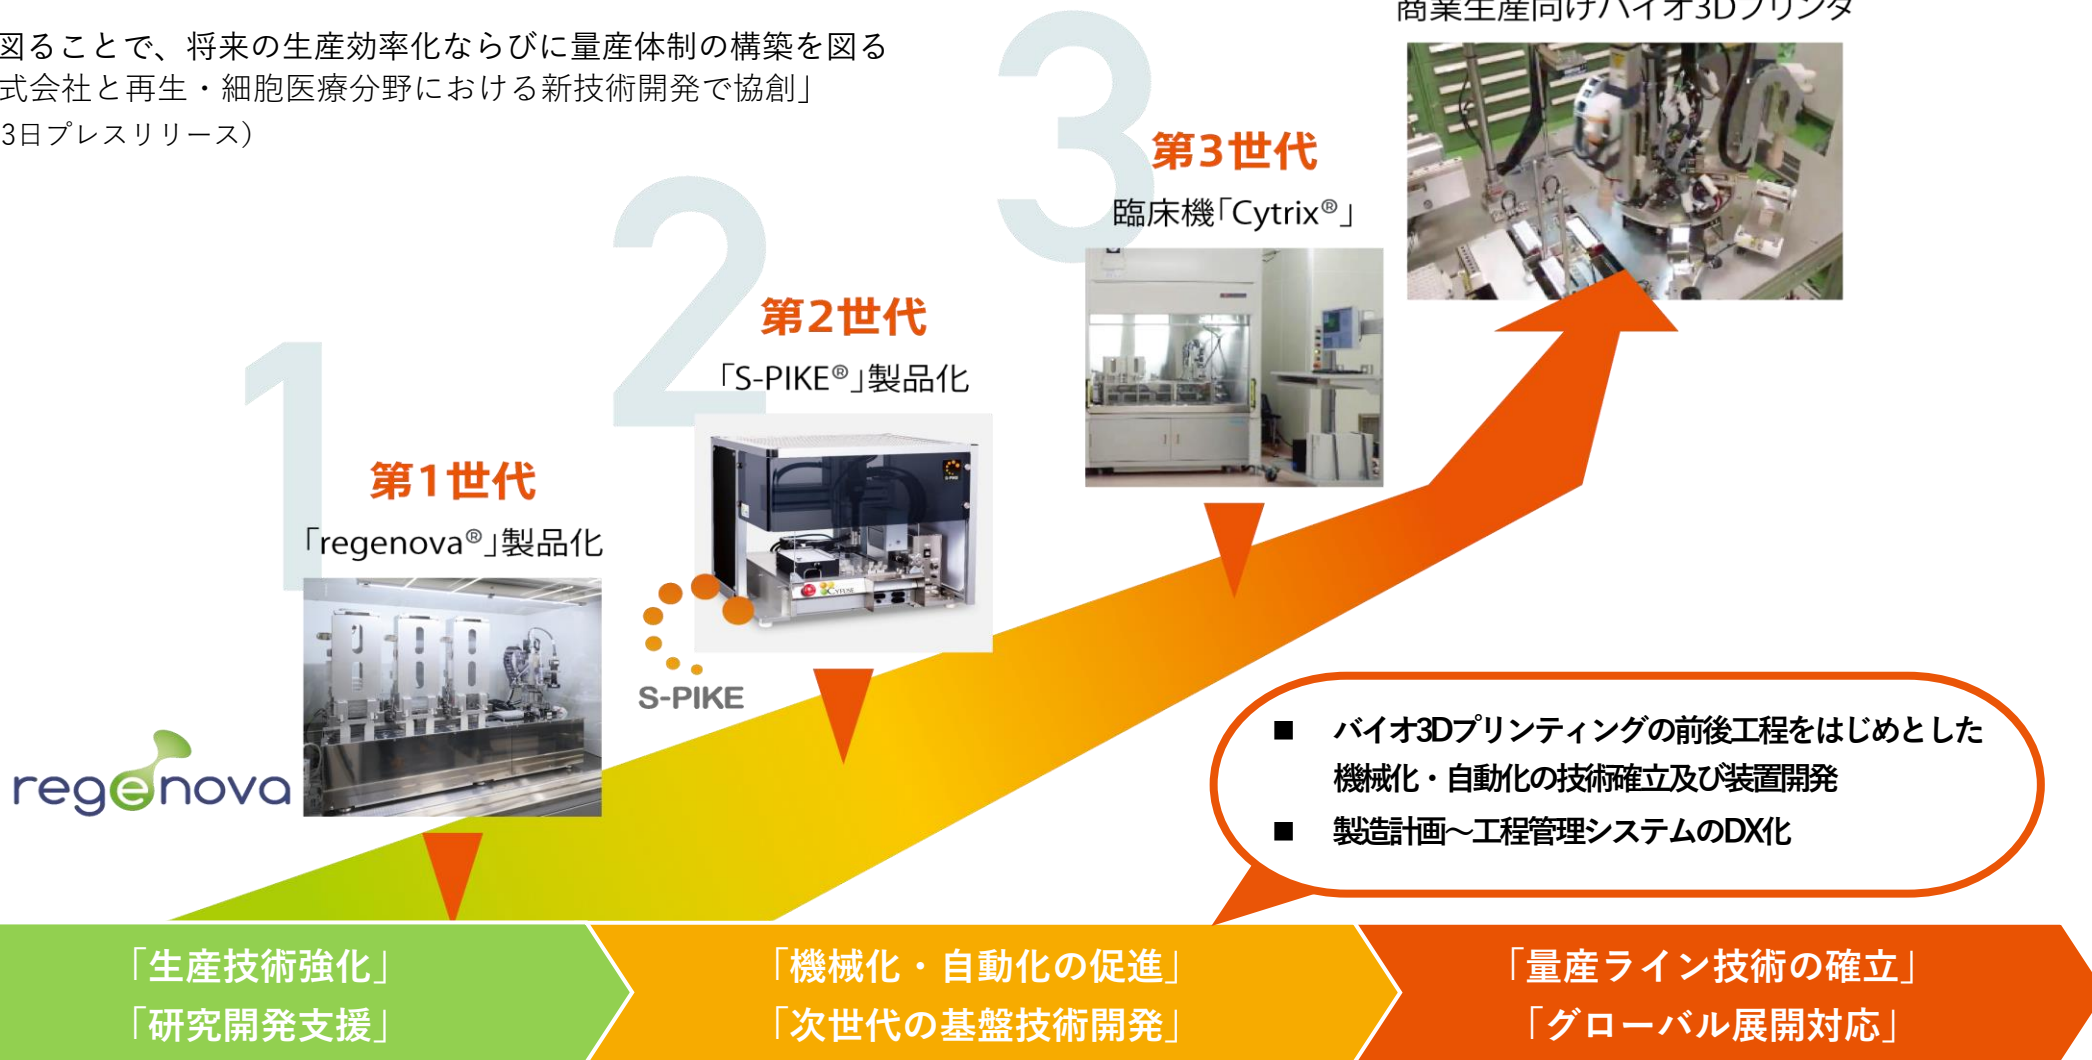 商業生産向けバイオ3Dプリンタ
図ることで、将来の生産効率化ならびに量産体制の構築を図る
式会社と再生・細胞医療分野における新技術開発で協創」
3日プレスリリース）
3
第3世代
臨床機「Cytrix®」
2
第2世代
「S-PIKE®」製品化
S-PIKE
CYFUSE
S-PIKE
1
第1世代
「regenova®」製品化
regenova
■ バイオ3Dプリンティングの前後工程をはじめとした
機械化・自動化の技術確立及び装置開発
■ 製造計画～工程管理システムのDX化
「生産技術強化」
「研究開発支援」
「機械化・自動化の促進」
「次世代の基盤技術開発」
「量産ライン技術の確立」
「グローバル展開対応」